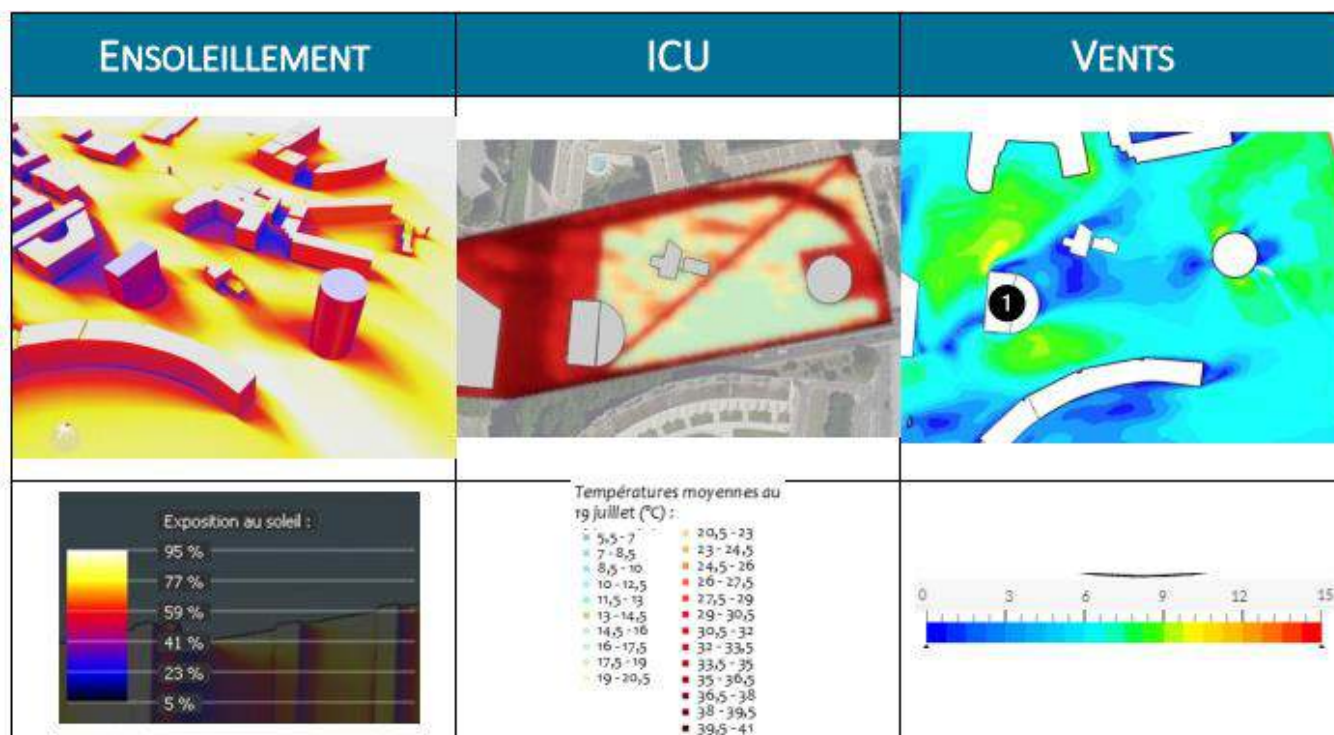 ENSOLEILLEMENT
ICU
VENTS
1
Exposition au soleil :
95 %
77 %
59 %
41 %
23 %
5 %
Températures moyennes au
19 juillet (°C) :
5,5 - 7
7 - 8,5
8,5 - 10
10 - 12,5
11,5 - 13
13 - 14,5
14,5 - 16
16 - 17,5
17,5 - 19
19 - 20,5
20,5 - 23
23 - 24,5
24,5 - 26
26 - 27,5
27,5 - 29
29 - 30,5
30,5 - 32
32 - 33,5
33,5 - 35
35 - 36,5
36,5 - 38
38 - 39,5
39,5 - 41
0 3 6 9 12 15